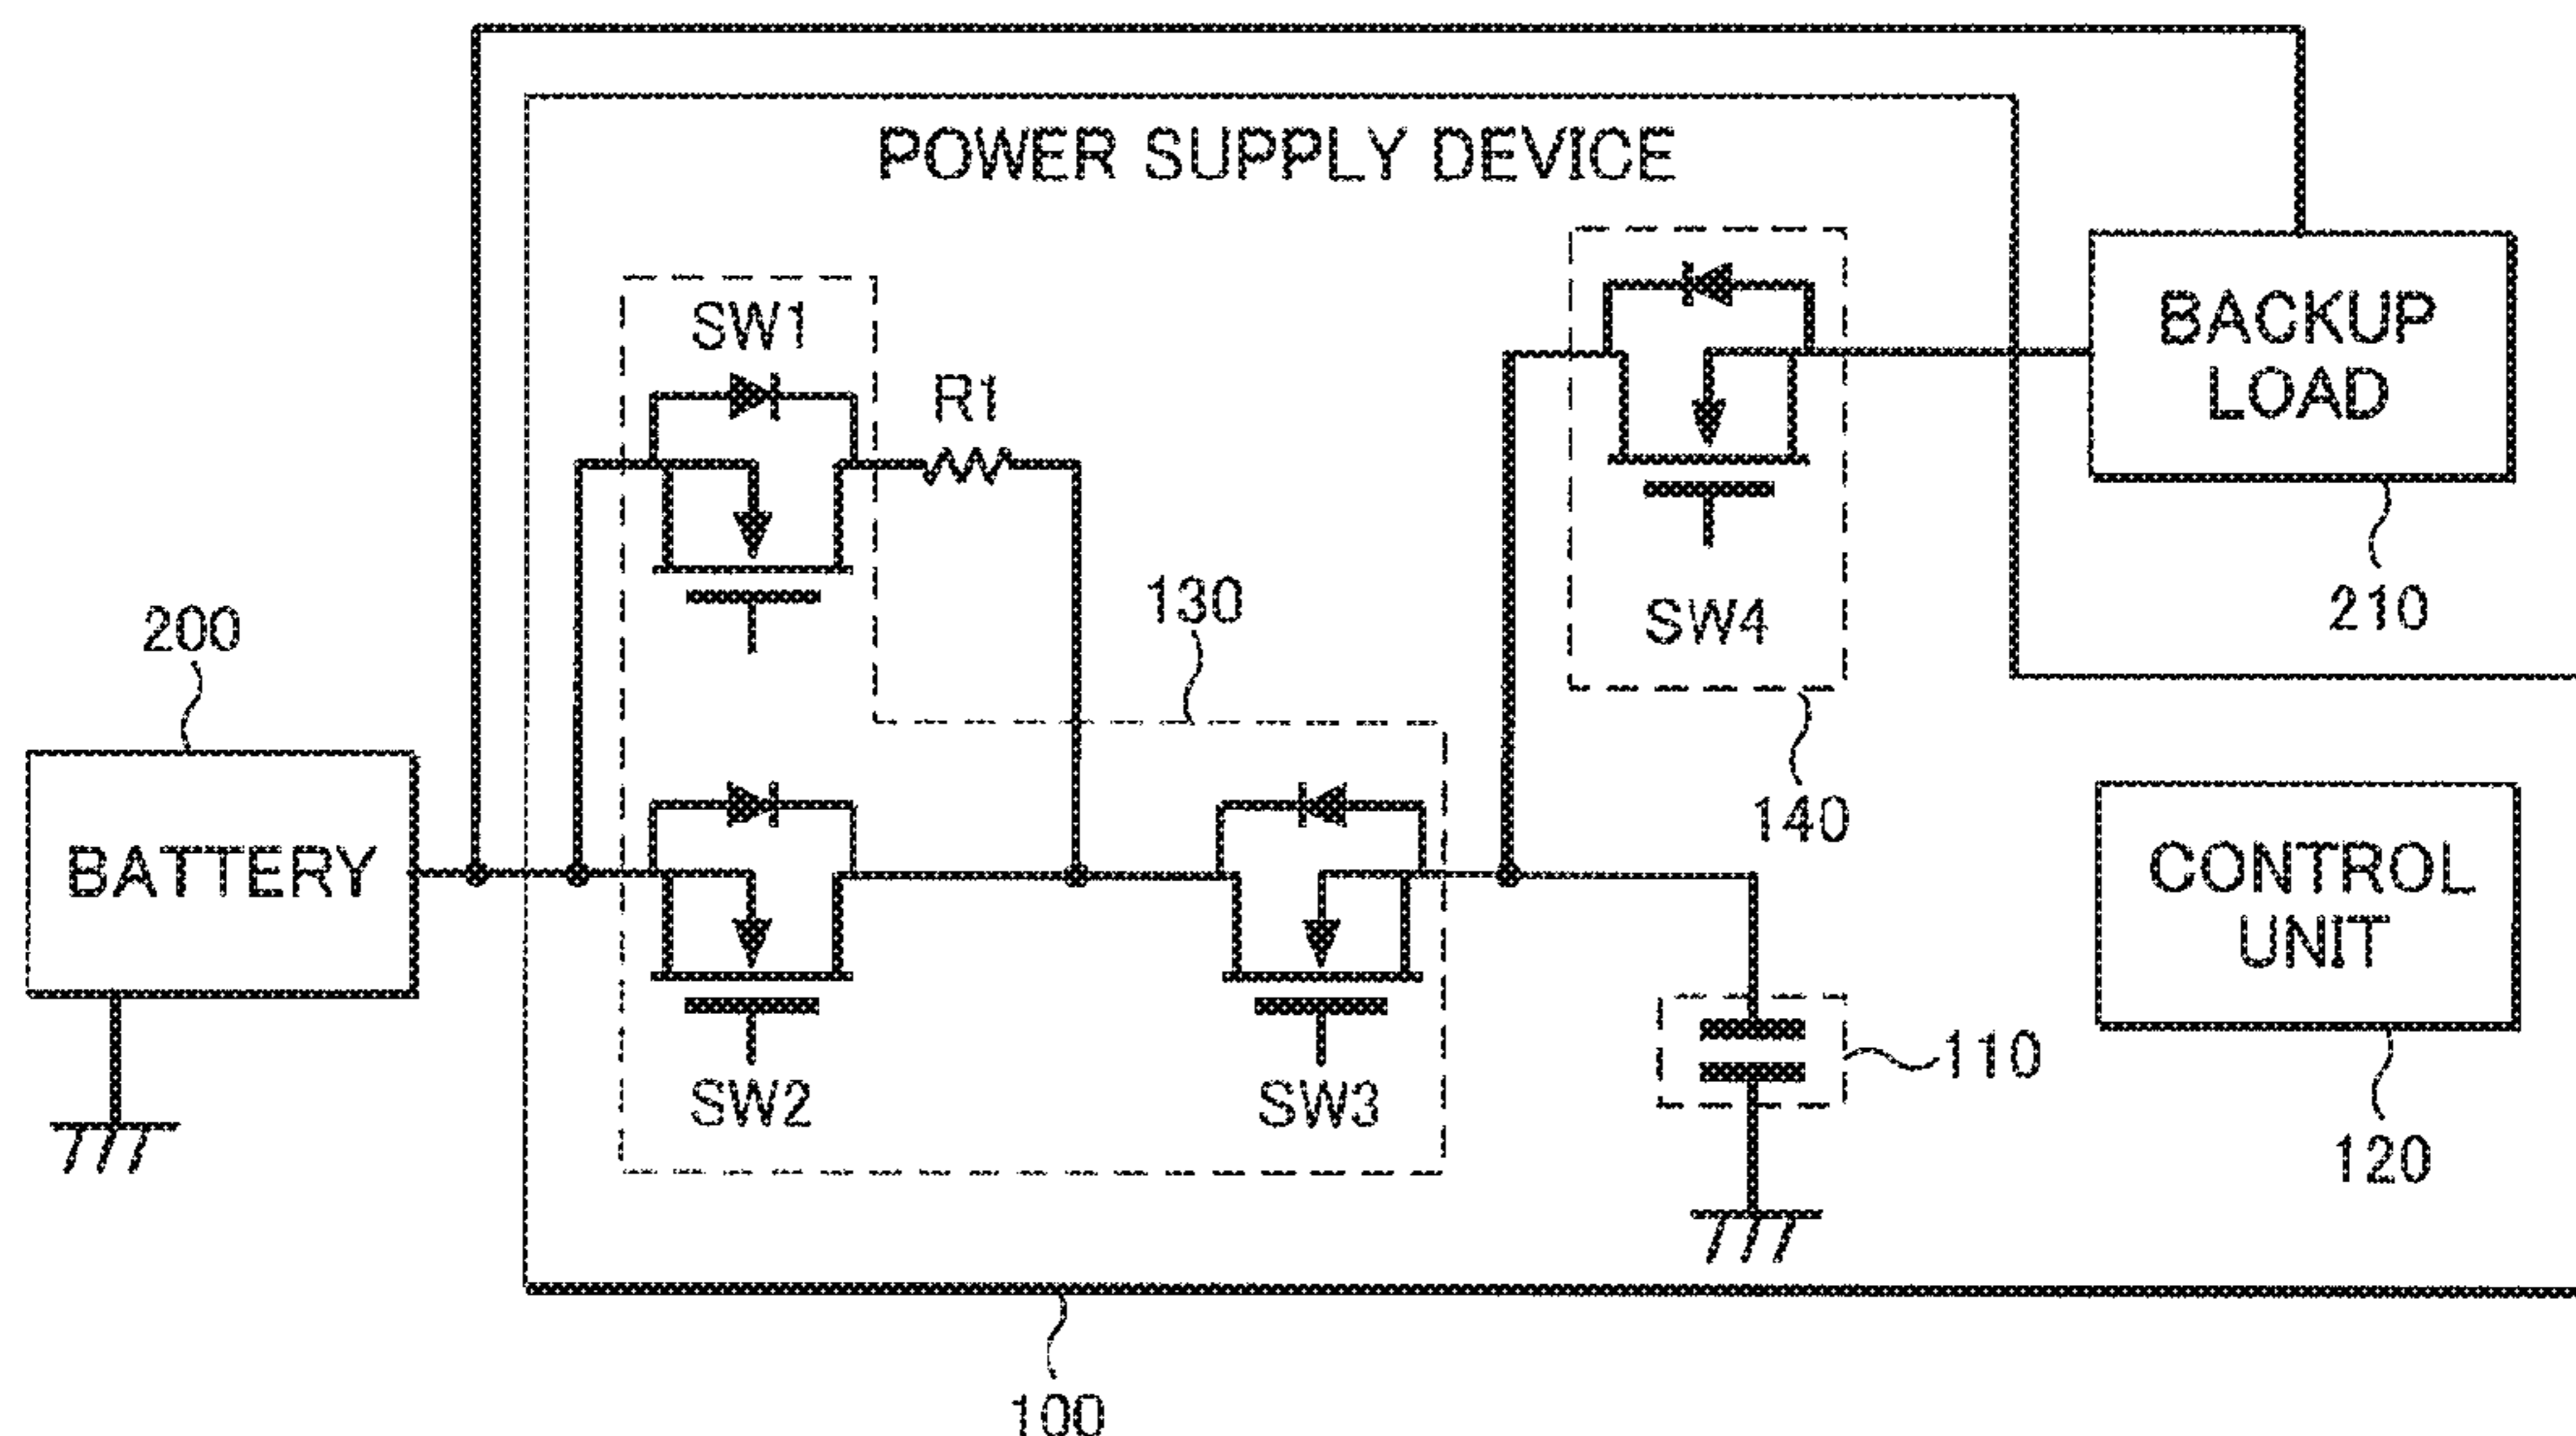 POWER SUPPLY DEVICE
SW1
R1
BACKUP
LOAD
210
SW4
140
130
200
BATTERY
SW2
SW3
110
CONTROL
UNIT
120
100